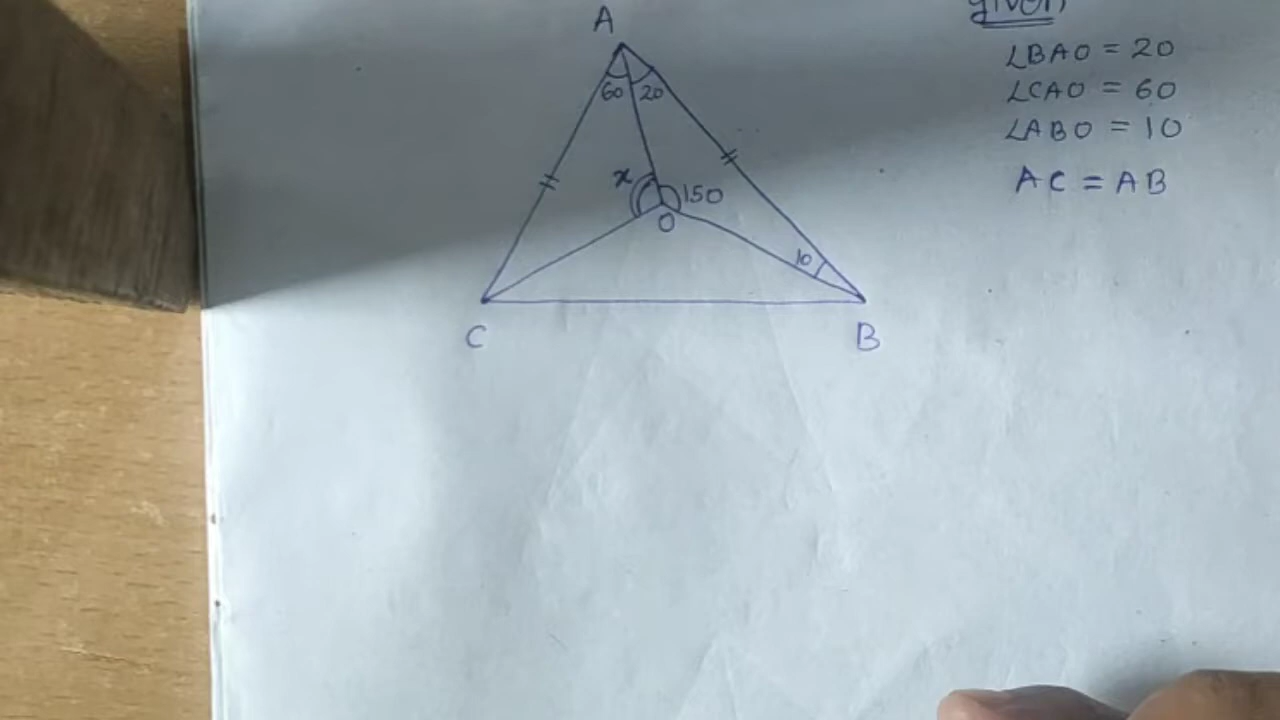 given
∠BAO = 20
∠CAO = 60
∠ABO = 10
AC = AB
A
60 20
x 150
O
10
C B